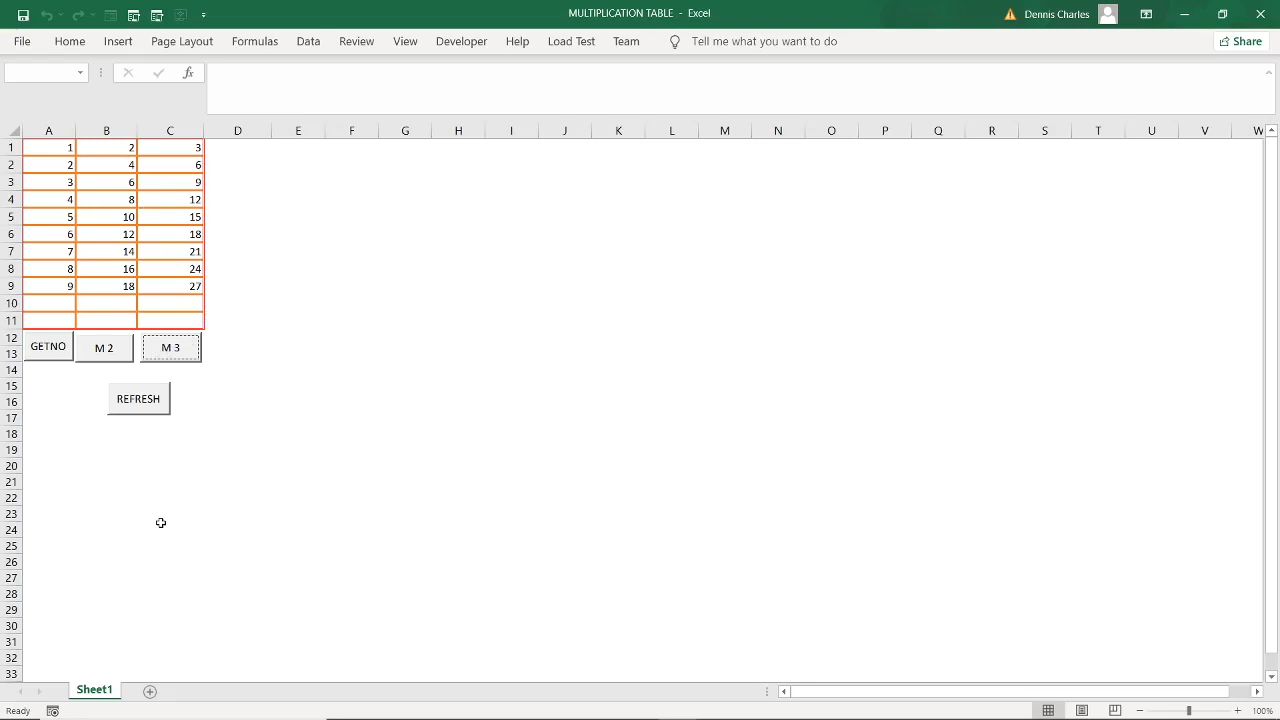 MULTIPLICATION TABLE - Excel
Dennis Charles
File Home Insert Page Layout Formulas Data Review View Developer Help Load Test Team Tell me what you want to do Share
fx
A B C D E F G H I J K L M N O P Q R S T U V W
1 1 2 3
2 2 4 6
3 3 6 9
4 4 8 12
5 5 10 15
6 6 12 18
7 7 14 21
8 8 16 24
9 9 18 27
10
11
12
GETNO M 2 M 3
13
14
15
REFRESH
16
17
18
19
20
21
22
23
24
25
26
27
28
29
30
31
32
33
Sheet1
Ready
100%